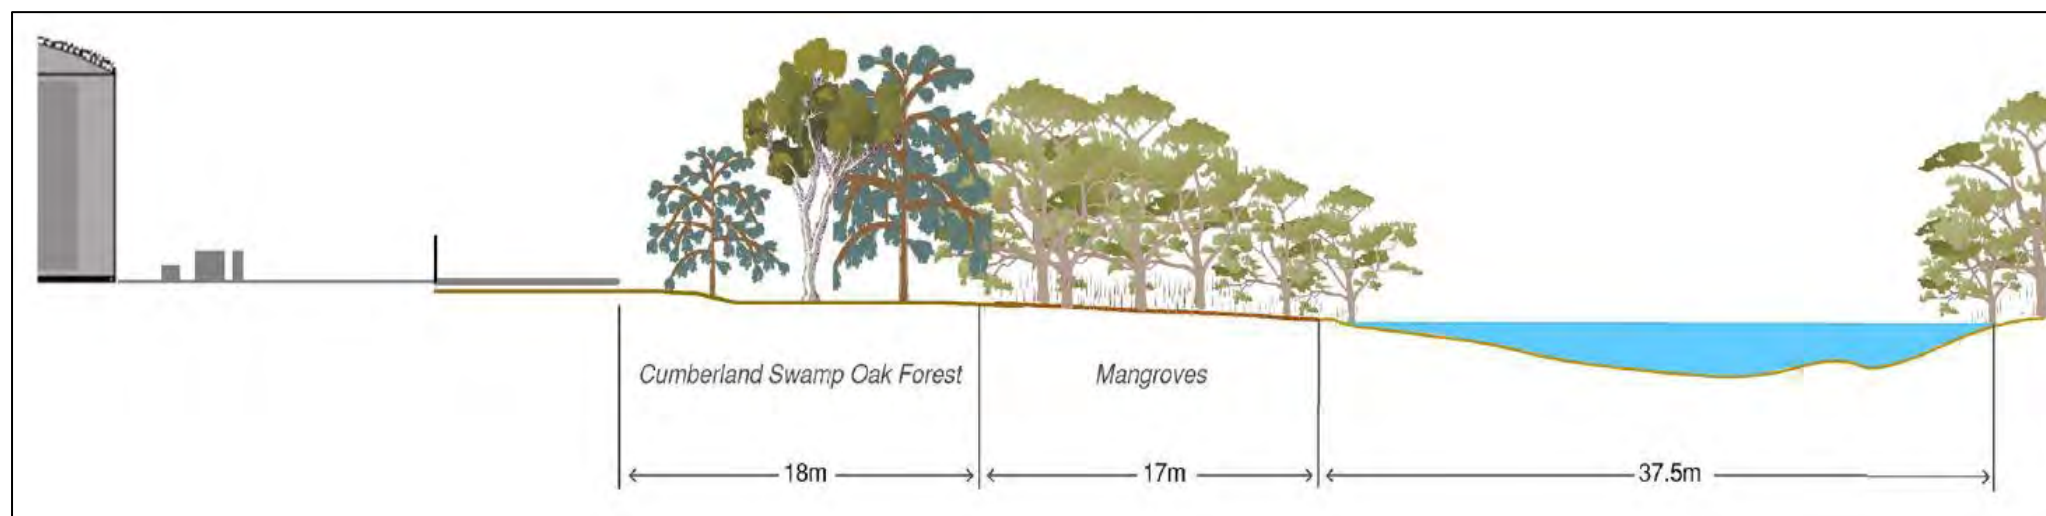 Cumberland Swamp Oak Forest
Mangroves
18m
17m
37.5m